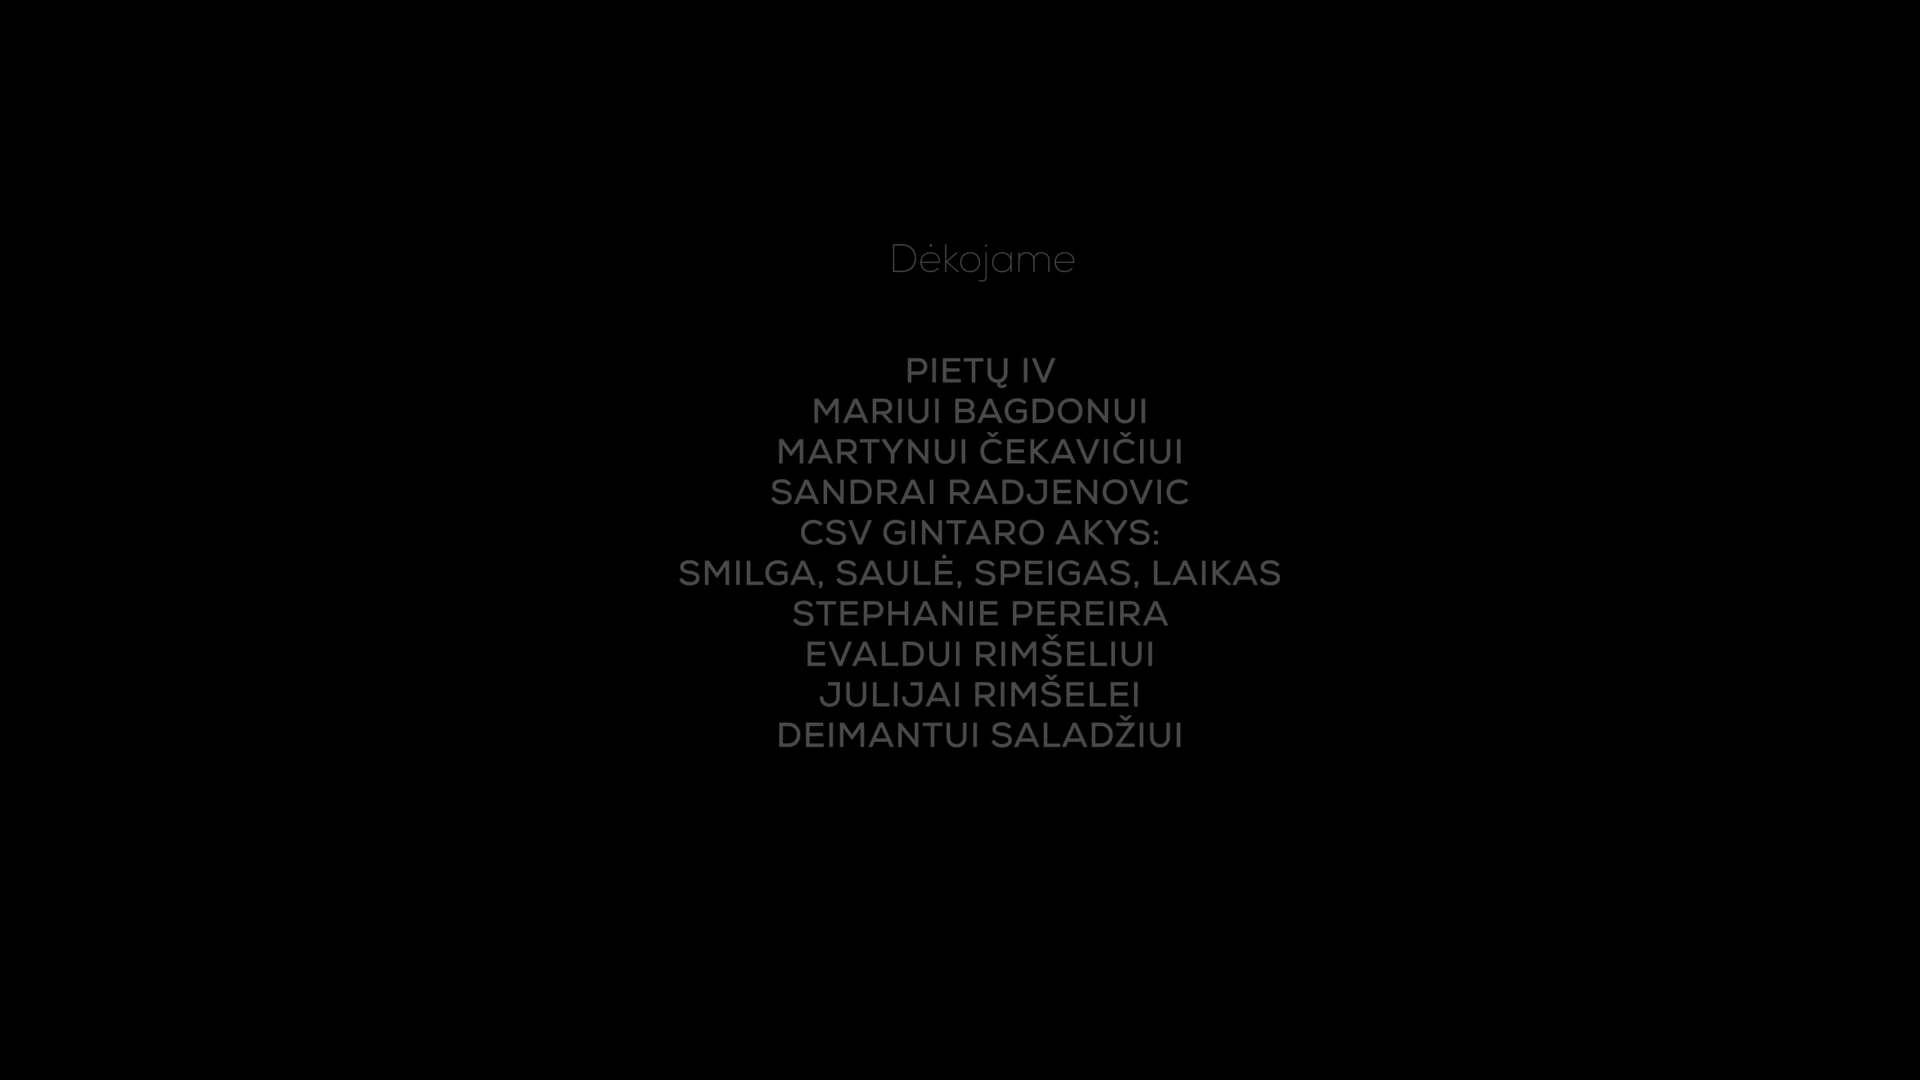 Dėkojame
PIETŲ IV
MARIUI BAGDONUI
MARTYNUI ČEKAVIČIUI
SANDRAI RADJENOVIC
CSV GINTARO AKYS:
SMILGA, SAULĖ, SPEIGAS, LAIKAS
STEPHANIE PEREIRA
EVALDUI RIMŠELIUI
JULIJAI RIMŠELEI
DEIMANTUI SALADŽIUI